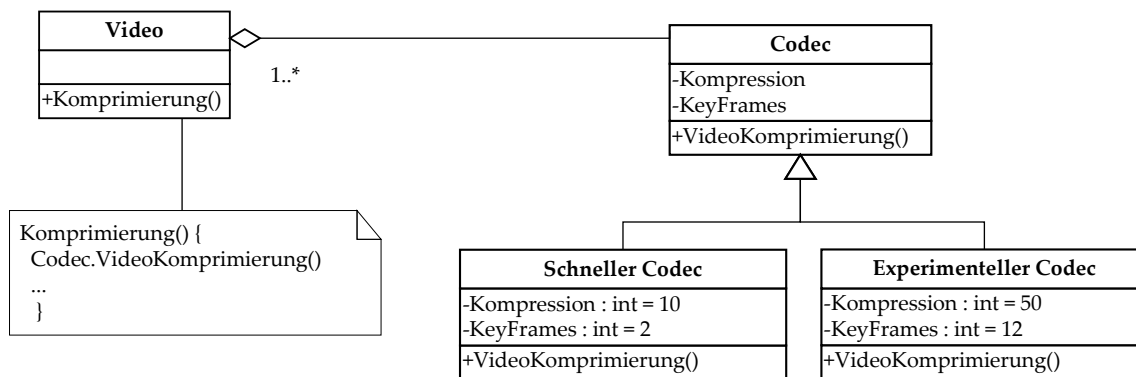 Video
+Komprimierung()
1..*
Codec
-Kompression
-KeyFrames
+VideoKomprimierung()
Komprimierung() {
Codec.VideoKomprimierung()
...
}
Schneller Codec
-Kompression : int = 10
-KeyFrames : int = 2
+VideoKomprimierung()
Experimenteller Codec
-Kompression : int = 50
-KeyFrames : int = 12
+VideoKomprimierung()